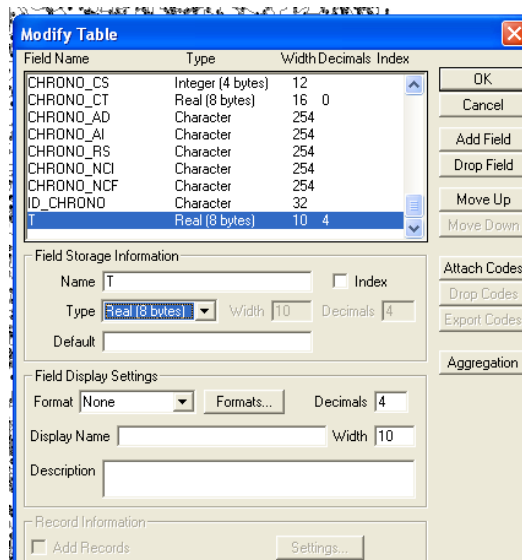 Modify Table
Field Name Type Width Decimals Index
CHRONO_CS Integer (4 bytes) 12
CHRONO_CT Real (8 bytes) 16 0
CHRONO_AD Character 254
CHRONO_AI Character 254
CHRONO_RS Character 254
CHRONO_NCI Character 254
CHRONO_NCF Character 254
ID_CHRONO Character 32
T Real (8 bytes) 10 4
OK
Cancel
Add Field
Drop Field
Move Up
Move Down
Attach Codes
Drop Codes
Export Codes
Aggregation
Field Storage Information
Name T Index
Type Real (8 bytes) Width 10 Decimals 4
Default
Field Display Settings
Format None Formats... Decimals 4
Display Name Width 10
Description
Record Information
Add Records Settings...